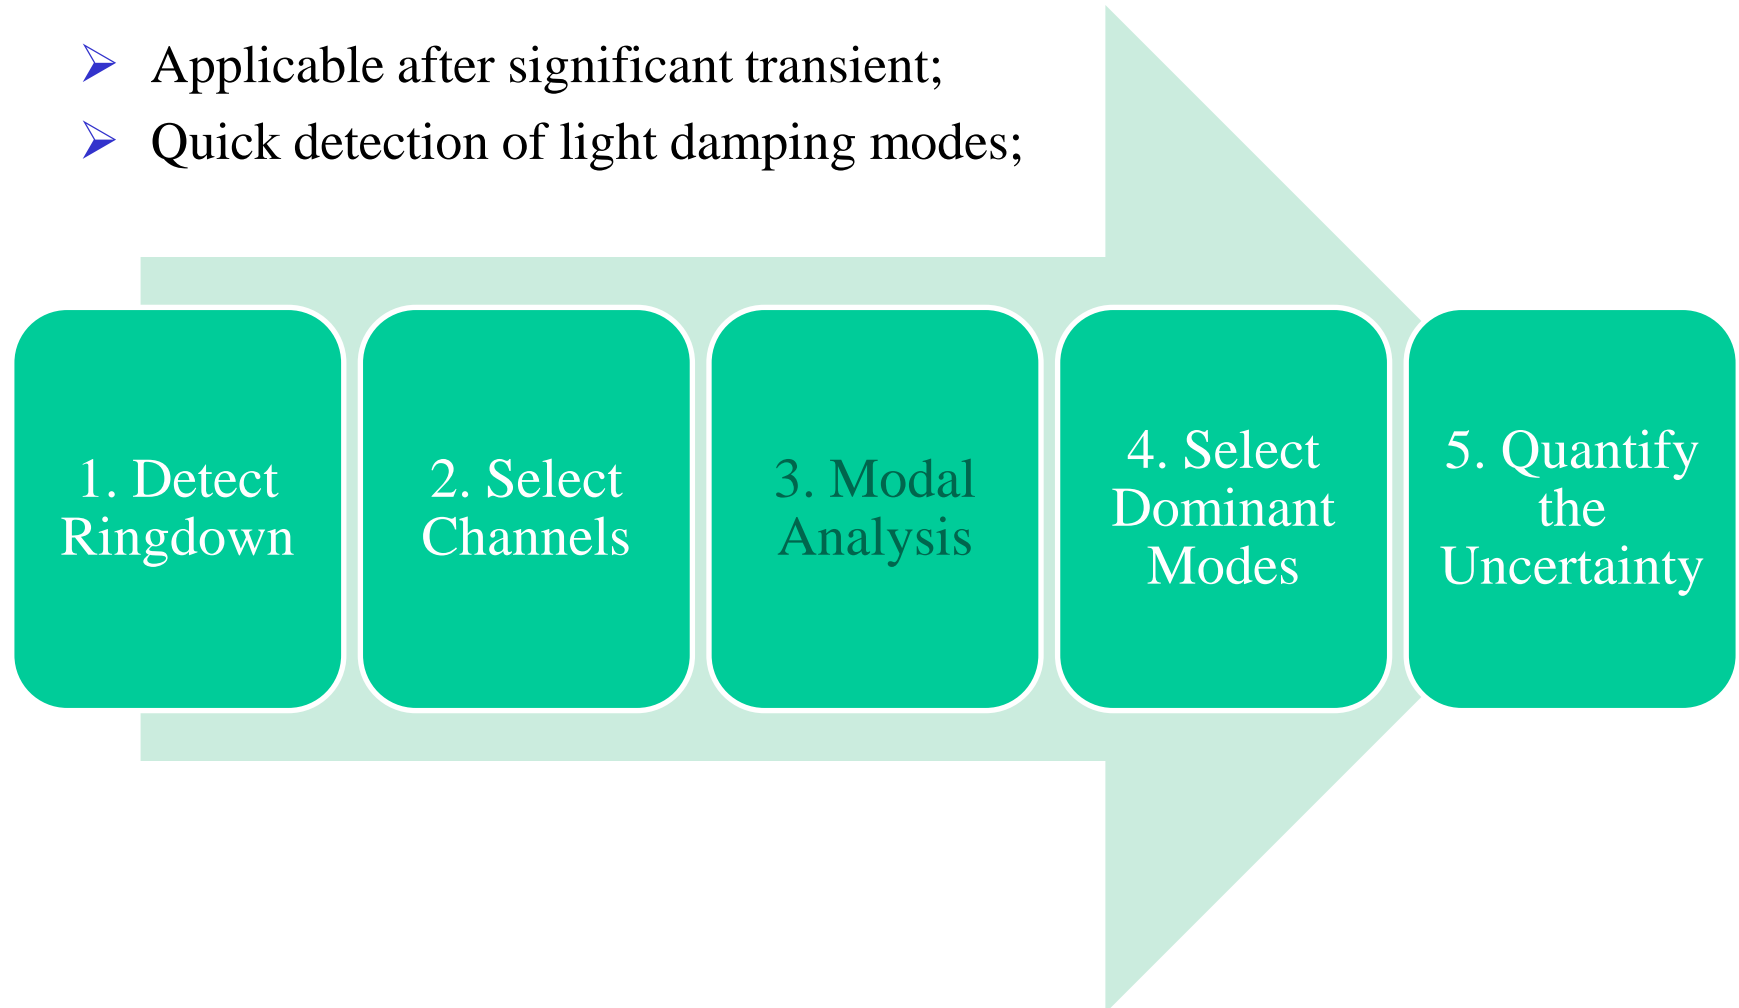 Applicable after significant transient;
Quick detection of light damping modes;
1. Detect
Ringdown
2. Select
Channels
3. Modal
Analysis
4. Select
Dominant
Modes
5. Quantify
the
Uncertainty